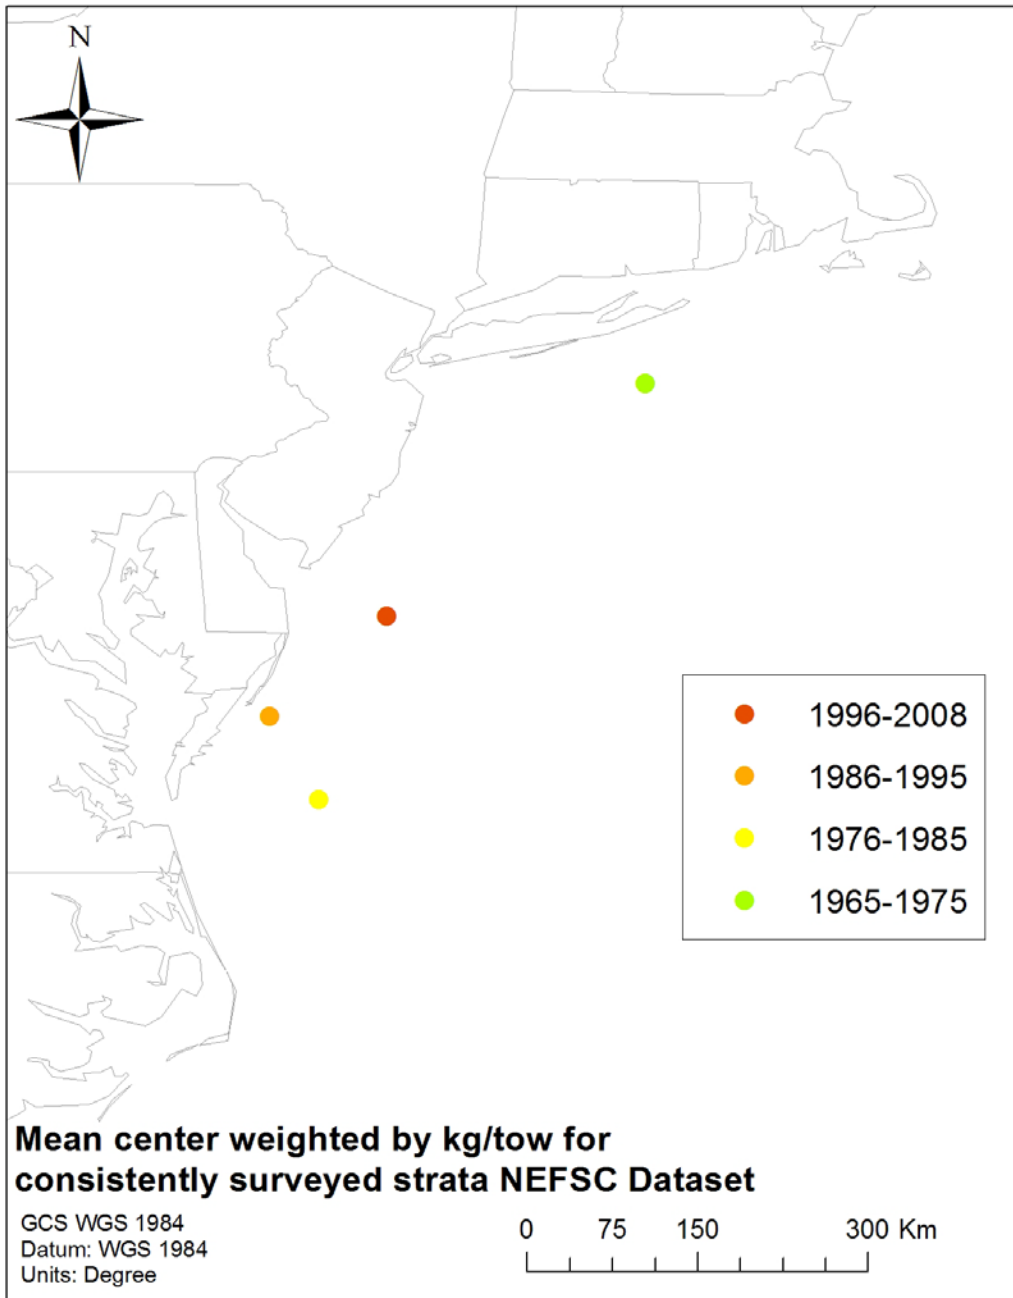 N
1996-2008
1986-1995
1976-1985
1965-1975
Mean center weighted by kg/tow for
consistently surveyed strata NEFSC Dataset
GCS WGS 1984
Datum: WGS 1984
Units: Degree
0 75 150 300 Km